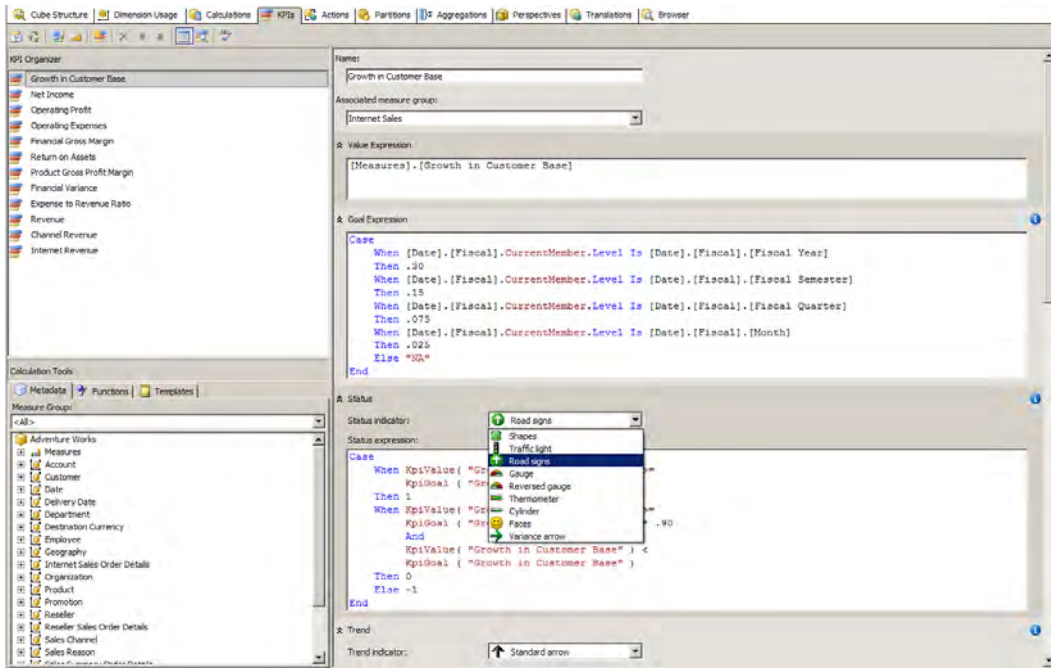 Cube Structure Dimension Usage Calculations KPIs Actions Partitions Aggregations Perspectives Translations Browser
KPI Organizer
Growth in Customer Base
Net Income
Operating Profit
Operating Expenses
Financial Gross Margin
Return on Assets
Product Gross Profit Margin
Financial Variance
Expense to Revenue Ratio
Revenue
Channel Revenue
Internet Revenue
Calculation Tools
Metadata Functions Templates
Measure Group:
<All>
Adventure Works
Measures
Account
Customer
Date
Delivery Date
Department
Destination Currency
Employee
Geography
Internet Sales Order Details
Organization
Product
Promotion
Reseller
Reseller Sales Order Details
Sales Channel
Sales Reason
Sales Summary Order Details
Name:
Growth in Customer Base
Associated measure group:
Internet Sales
Value Expression
[Measures].[Growth in Customer Base]
Goal Expression
Case
When [Date].[Fiscal].CurrentMember.Level Is [Date].[Fiscal].[Fiscal Year]
Then .30
When [Date].[Fiscal].CurrentMember.Level Is [Date].[Fiscal].[Fiscal Semester]
Then .15
When [Date].[Fiscal].CurrentMember.Level Is [Date].[Fiscal].[Fiscal Quarter]
Then .075
When [Date].[Fiscal].CurrentMember.Level Is [Date].[Fiscal].[Month]
Then .025
Else "NA"
End
Status
Status indicator: Road signs
Shapes
Traffic light
Road signs
Gauge
Reversed gauge
Thermometer
Cylinder
Faces
Variance arrow
Status expression:
Case
When KpiValue( "Gr
KpiGoal ( "Gr
Then 1
When KpiValue( "Gr
KpiGoal ( "Gr .90
And
KpiValue( "Growth in Customer Base" ) <
KpiGoal ( "Growth in Customer Base" )
Then 0
Else -1
End
Trend
Trend indicator: Standard arrow